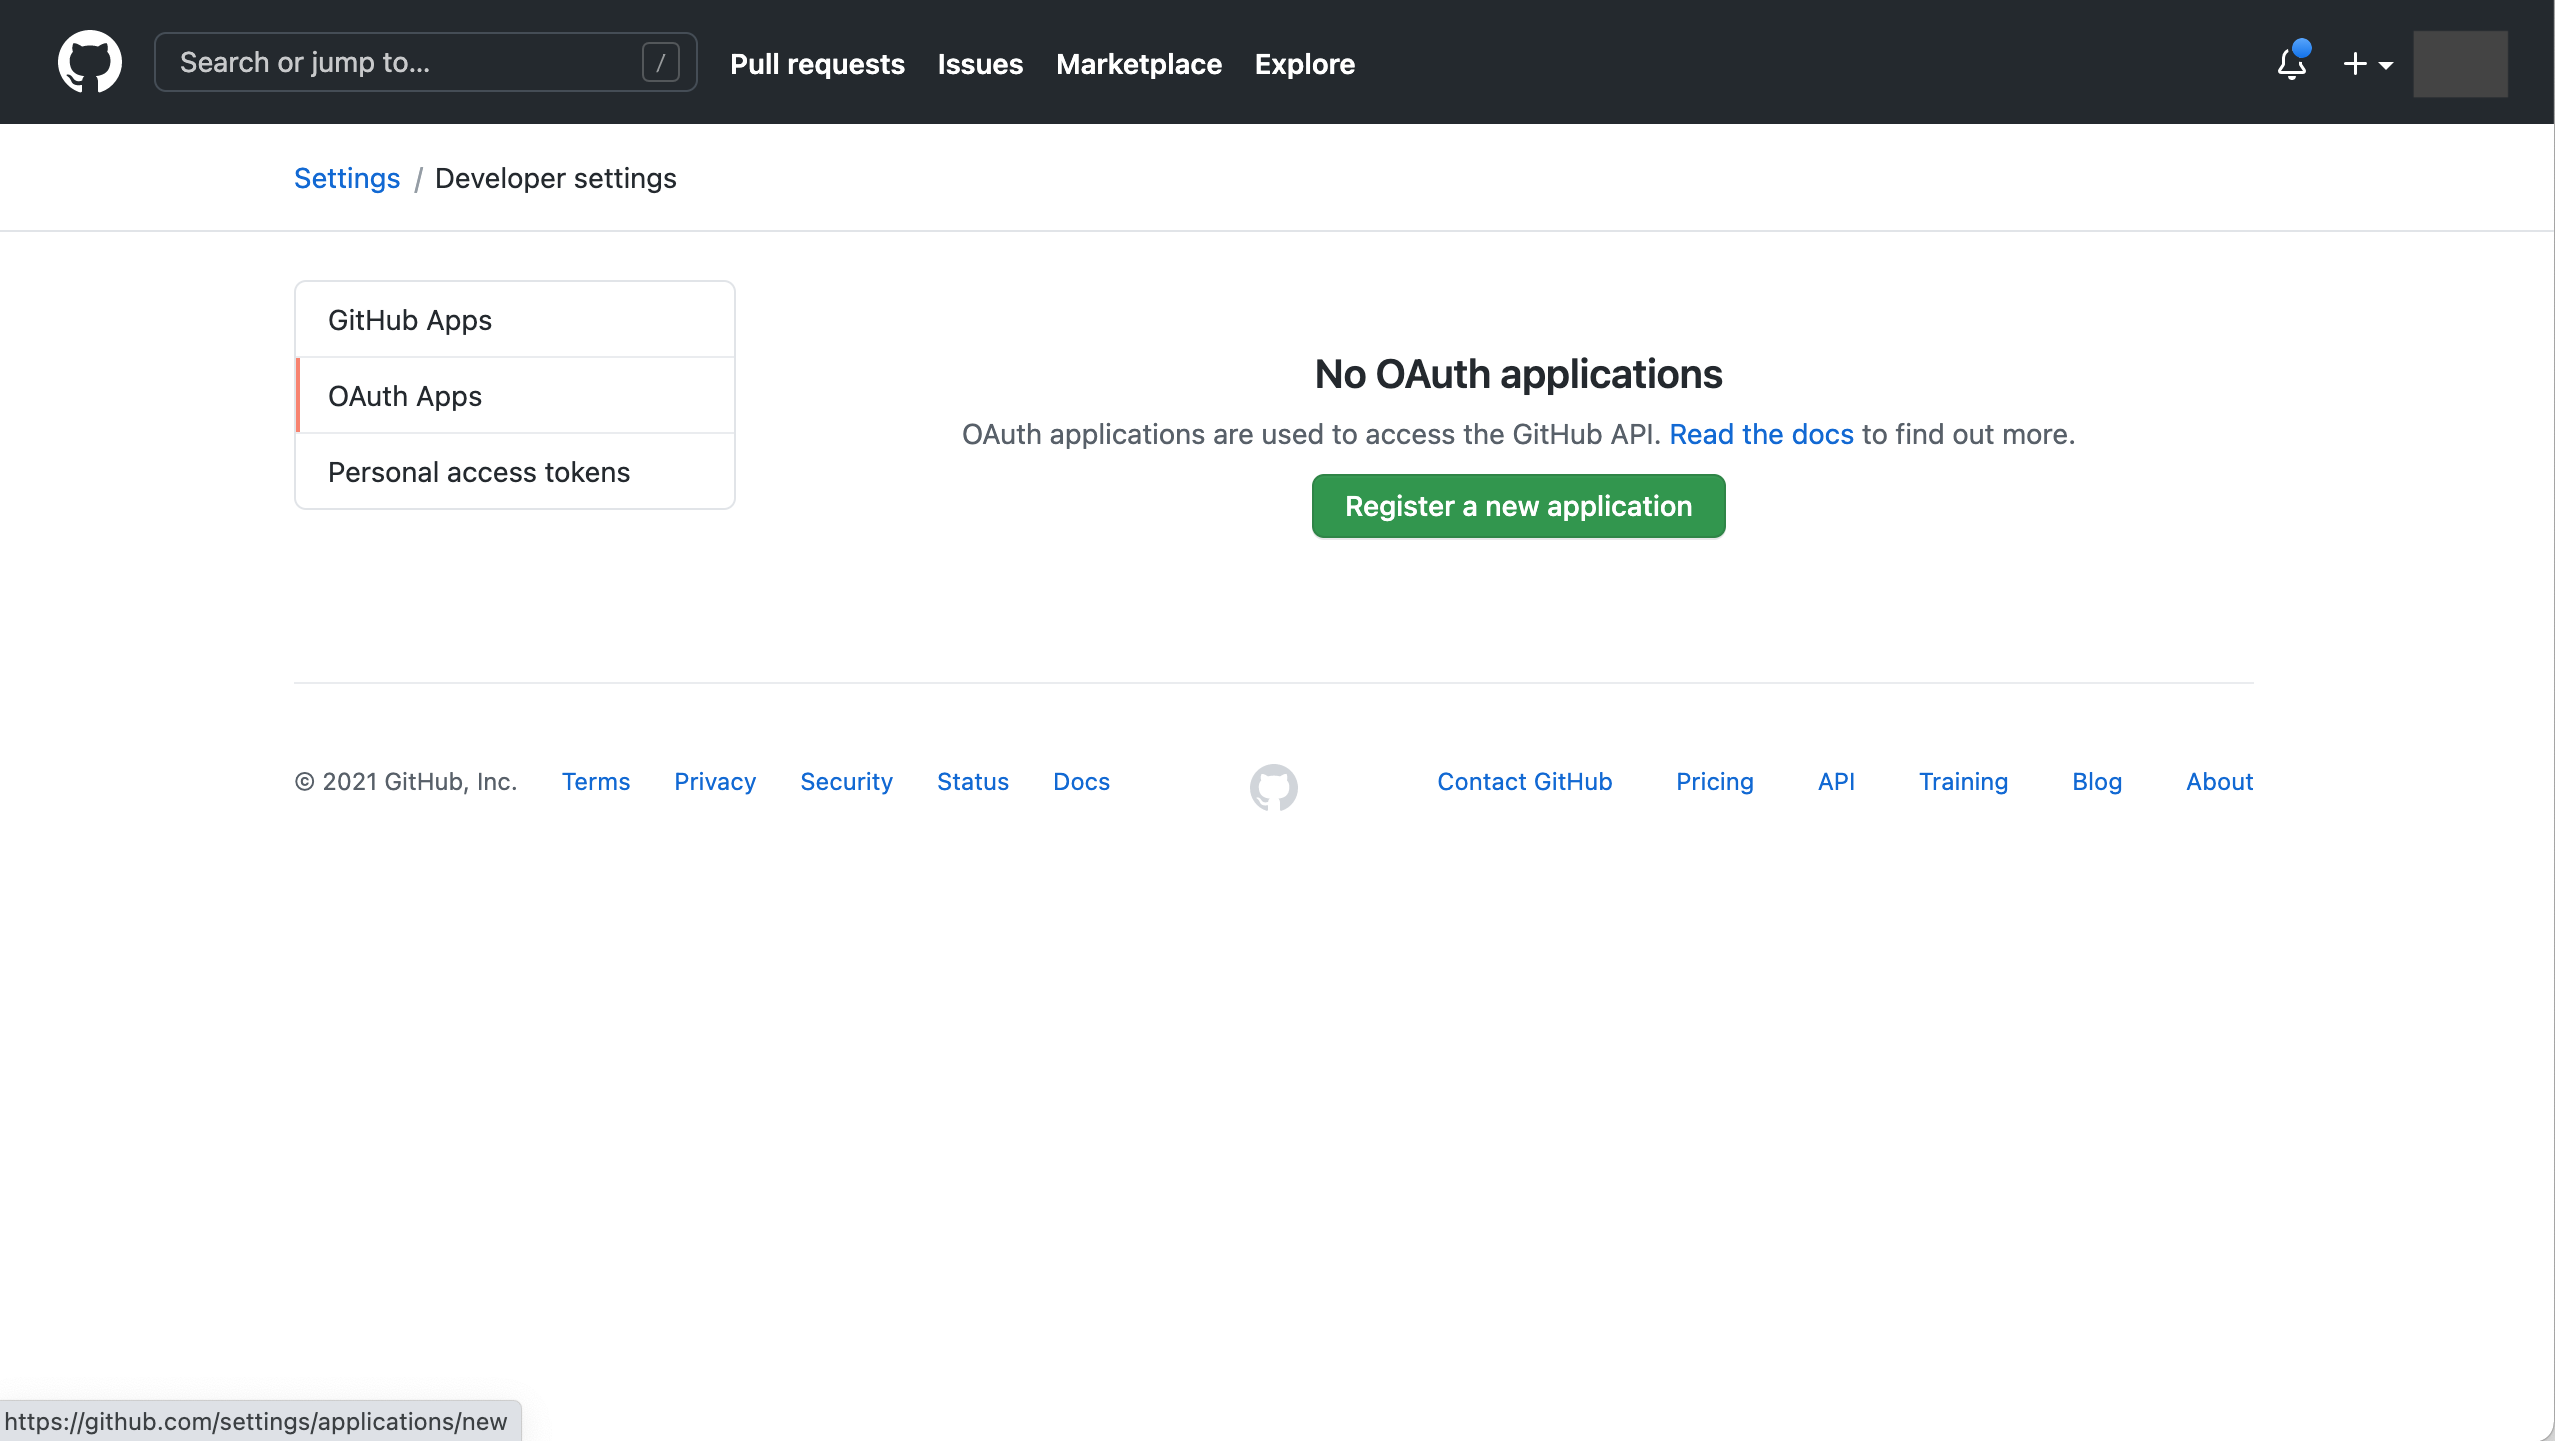 Search or jump to... /
Pull requests Issues Marketplace Explore
Settings / Developer settings
GitHub Apps
OAuth Apps
Personal access tokens
No OAuth applications
OAuth applications are used to access the GitHub API. Read the docs to find out more.
Register a new application
© 2021 GitHub, Inc. Terms Privacy Security Status Docs Contact GitHub Pricing API Training Blog About
https://github.com/settings/applications/new